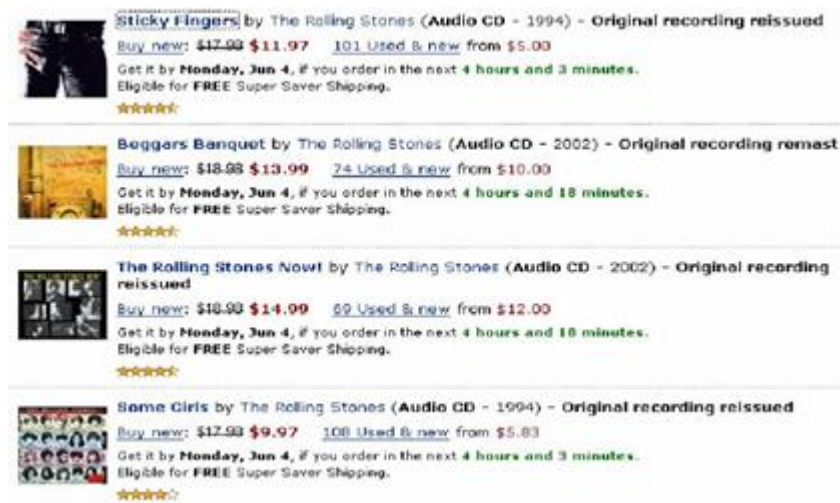 Sticky Fingers by The Rolling Stones (Audio CD - 1994) - Original recording reissued
Buy new: $17.98 $11.97 101 Used & new from $5.00
Get it by Monday, Jun 4, if you order in the next 4 hours and 3 minutes.
Eligible for FREE Super Saver Shipping.
Beggars Banquet by The Rolling Stones (Audio CD - 2002) - Original recording remast
Buy new: $18.98 $13.99 74 Used & new from $10.00
Get it by Monday, Jun 4, if you order in the next 4 hours and 18 minutes.
Eligible for FREE Super Saver Shipping.
The Rolling Stones Now! by The Rolling Stones (Audio CD - 2002) - Original recording
reissued
Buy new: $18.98 $14.99 69 Used & new from $12.00
Get it by Monday, Jun 4, if you order in the next 4 hours and 18 minutes.
Eligible for FREE Super Saver Shipping.
Some Girls by The Rolling Stones (Audio CD - 1994) - Original recording reissued
Buy new: $17.98 $9.97 108 Used & new from $5.83
Get it by Monday, Jun 4, if you order in the next 4 hours and 3 minutes.
Eligible for FREE Super Saver Shipping.